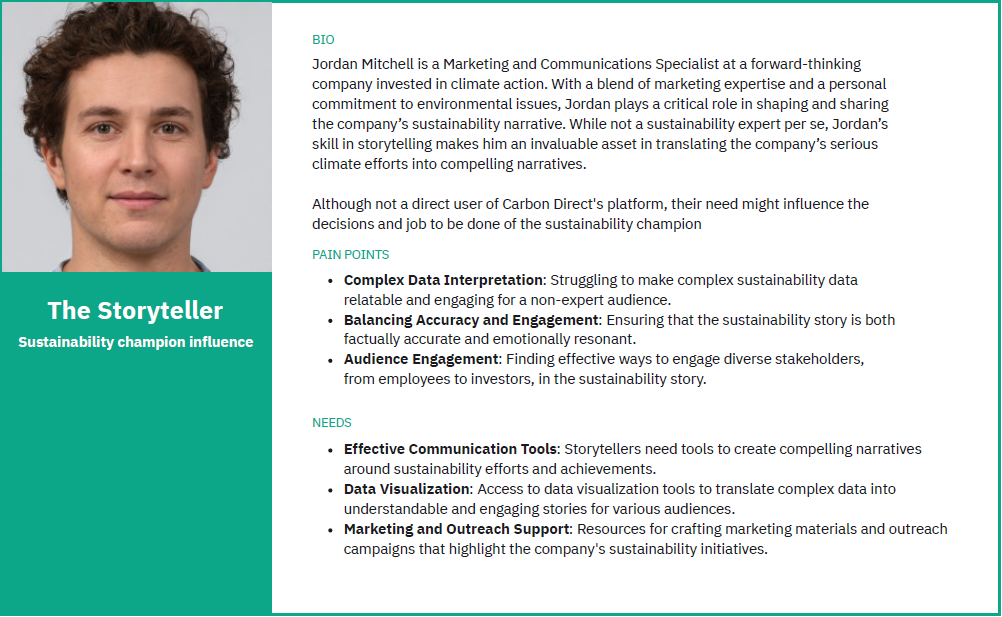 The Storyteller
Sustainability champion influence
BIO
Jordan Mitchell is a Marketing and Communications Specialist at a forward-thinking
company invested in climate action. With a blend of marketing expertise and a personal
commitment to environmental issues, Jordan plays a critical role in shaping and sharing
the company’s sustainability narrative. While not a sustainability expert per se, Jordan’s
skill in storytelling makes him an invaluable asset in translating the company’s serious
climate efforts into compelling narratives.
Although not a direct user of Carbon Direct's platform, their need might influence the
decisions and job to be done of the sustainability champion
PAIN POINTS
• Complex Data Interpretation: Struggling to make complex sustainability data
relatable and engaging for a non-expert audience.
• Balancing Accuracy and Engagement: Ensuring that the sustainability story is both
factually accurate and emotionally resonant.
• Audience Engagement: Finding effective ways to engage diverse stakeholders,
from employees to investors, in the sustainability story.
NEEDS
• Effective Communication Tools: Storytellers need tools to create compelling narratives
around sustainability efforts and achievements.
• Data Visualization: Access to data visualization tools to translate complex data into
understandable and engaging stories for various audiences.
• Marketing and Outreach Support: Resources for crafting marketing materials and outreach
campaigns that highlight the company's sustainability initiatives.